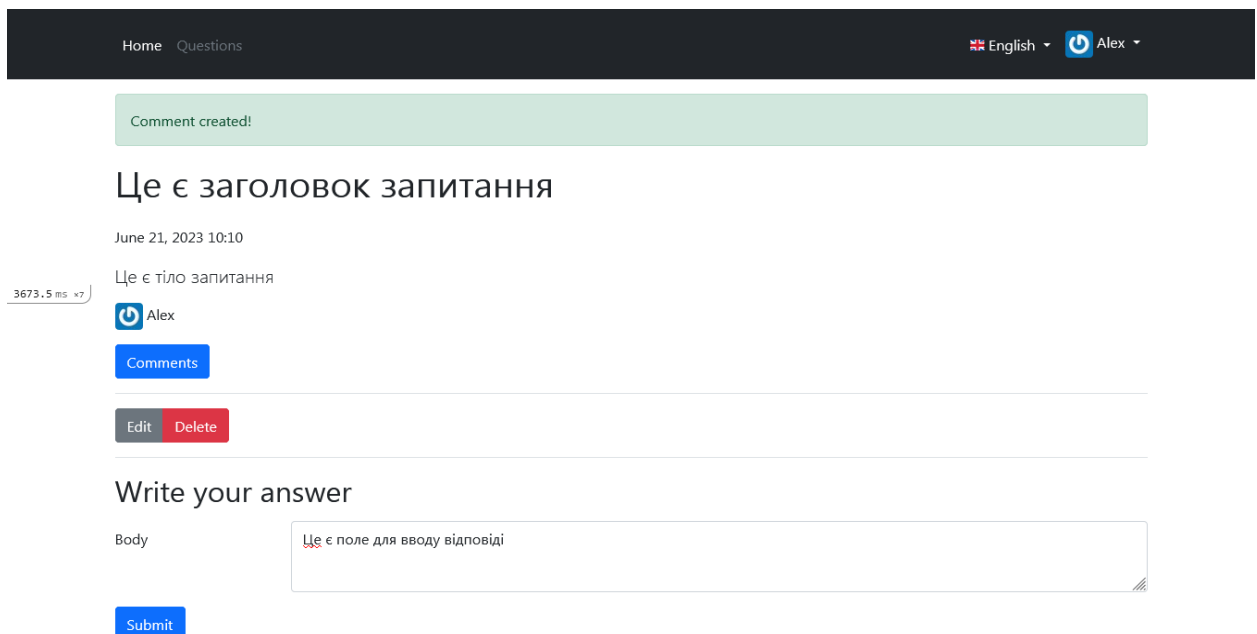 Home Questions English Alex
Comment created!
Це є заголовок запитання
June 21, 2023 10:10
Це є тіло запитання
3673.5 ms ×7
Alex
Comments
Edit Delete
Write your answer
Body Це є поле для вводу відповіді
Submit